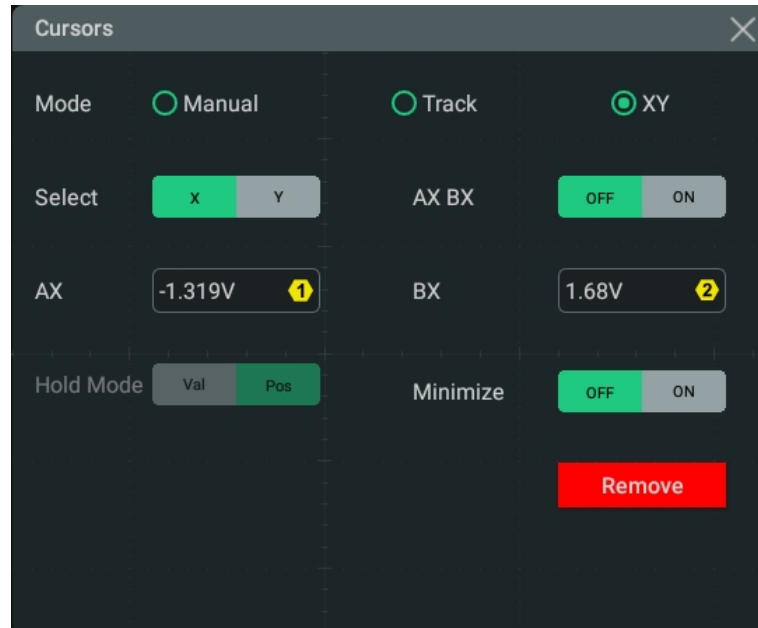 Cursors
Mode Manual Track XY
Select X Y AX BX OFF ON
AX -1.319V 1 BX 1.68V 2
Hold Mode Val Pos Minimize OFF ON
Remove